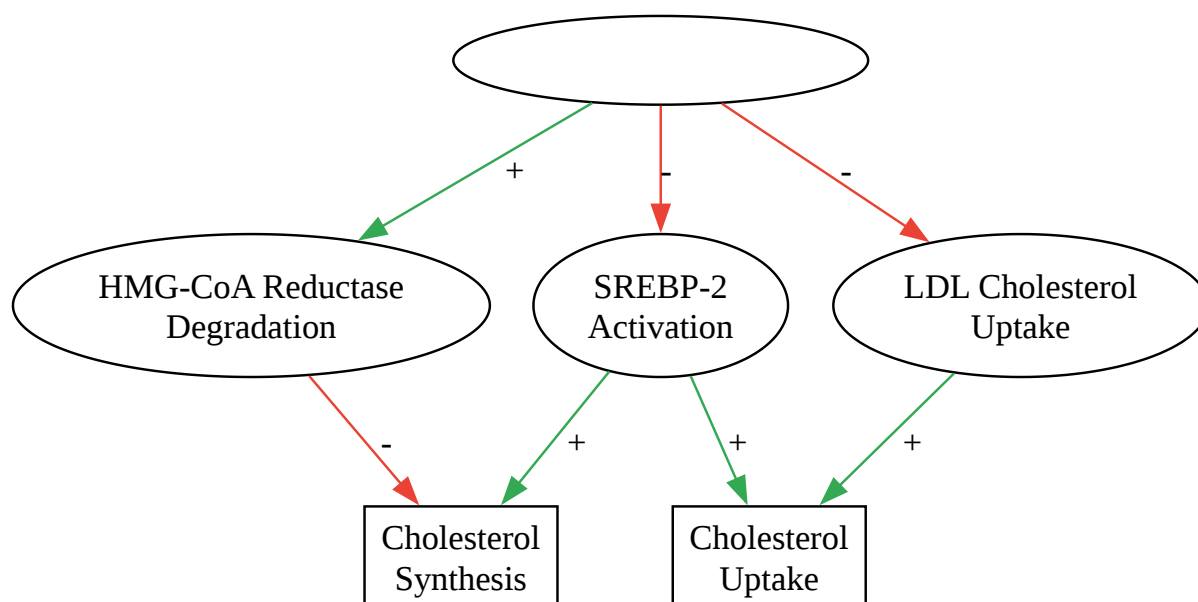 +
-
-
HMG-CoA Reductase
Degradation
SREBP-2
Activation
LDL Cholesterol
Uptake
-
+
+
+
Cholesterol
Synthesis
Cholesterol
Uptake